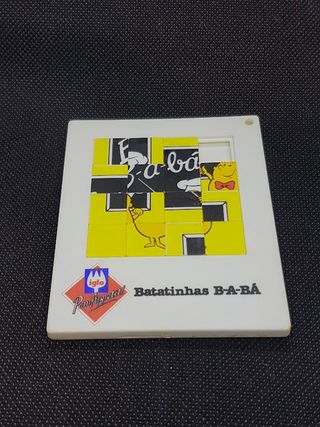 É
B-a-bá
iglo
Batatinhas B-A-BÁ